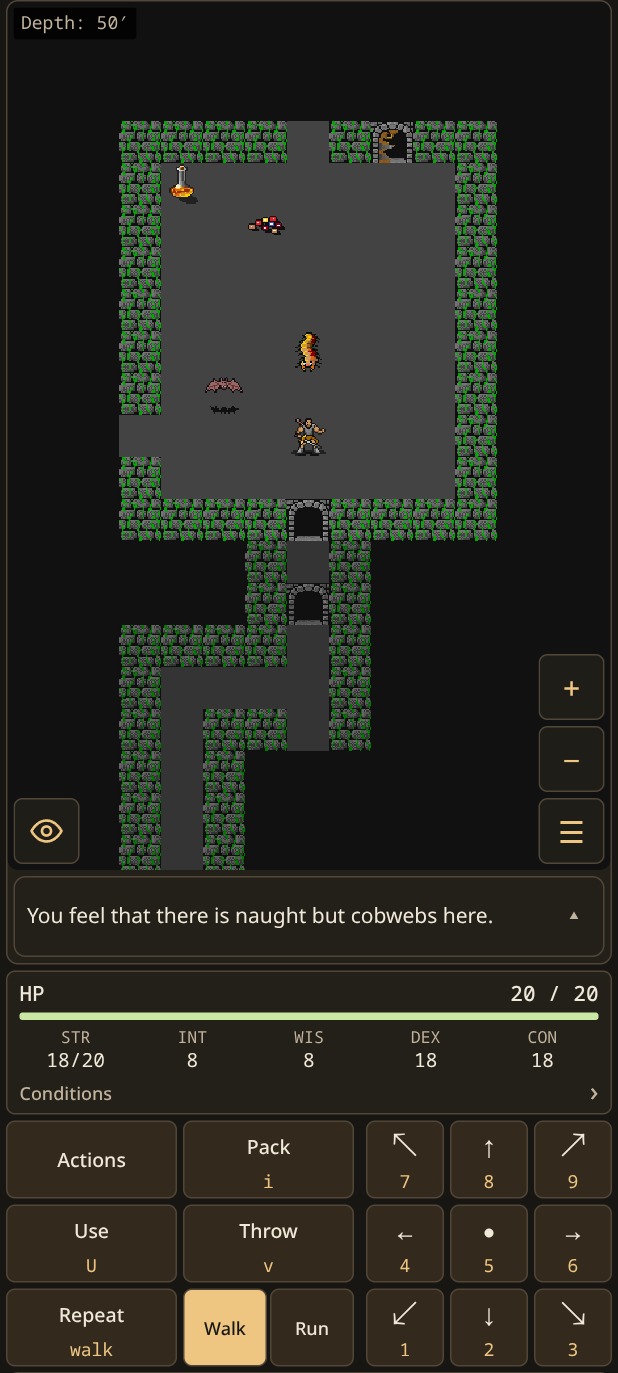 Depth: 50′
+
−
You feel that there is naught but cobwebs here.
HP 20 / 20
STR INT WIS DEX CON
18/20 8 8 18 18
Conditions
Actions
Pack
i
7 8 9
Use
U
Throw
v
4 5 6
Repeat
walk
Walk
Run
1 2 3